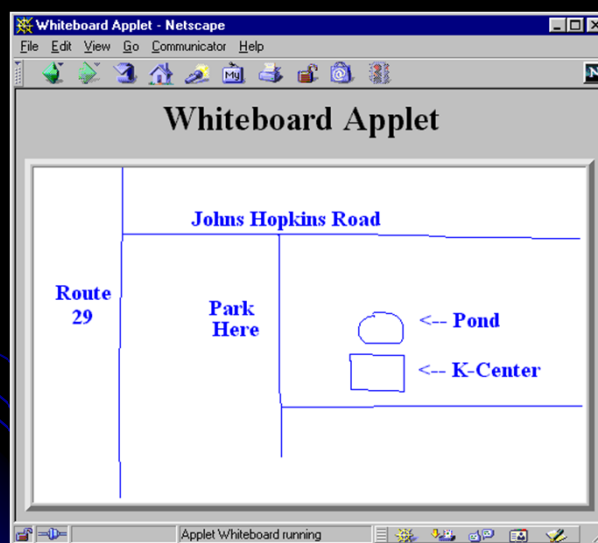 Whiteboard Applet - Netscape
File Edit View Go Communicator Help
My
N
Whiteboard Applet
Johns Hopkins Road
Route
29
Park
Here
<-- Pond
<-- K-Center
Applet Whiteboard running